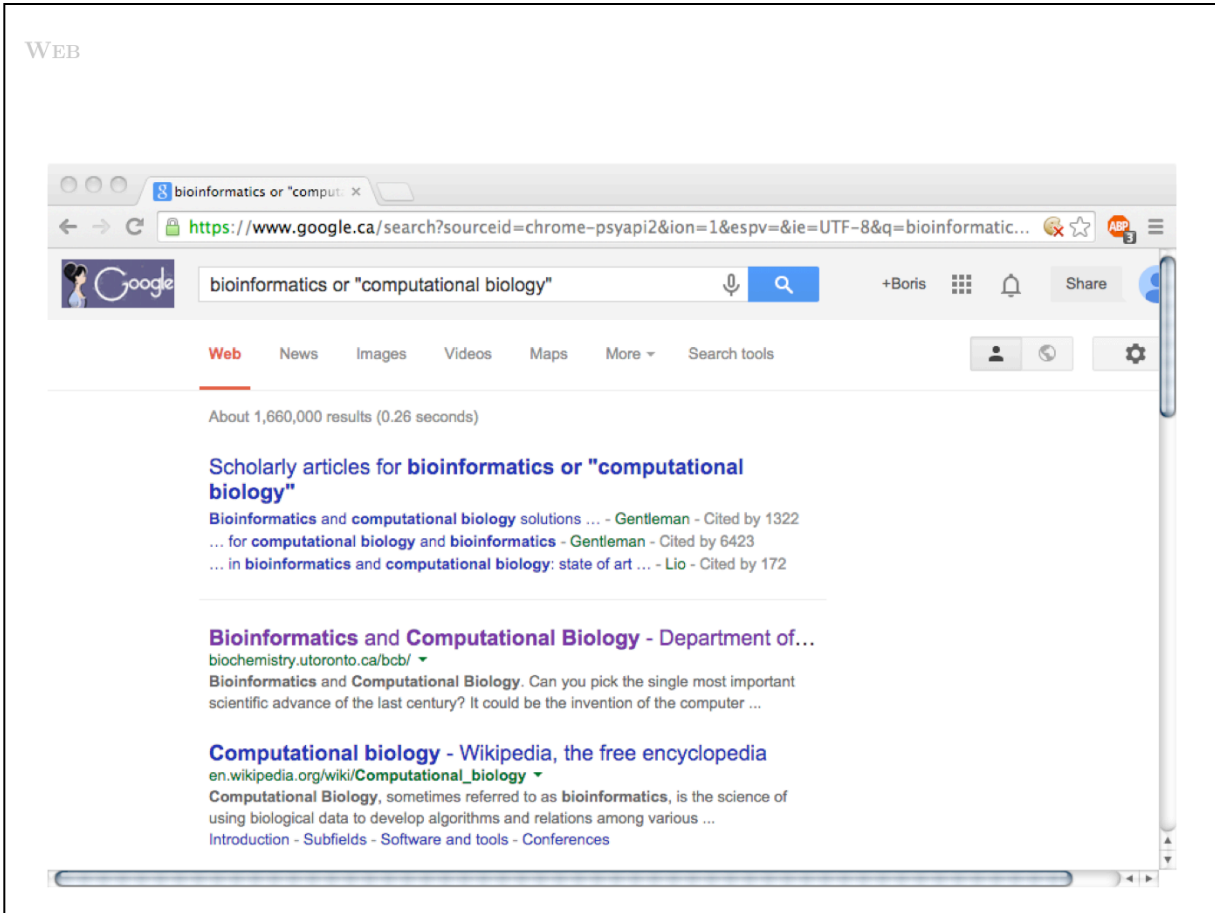 WEB
bioinformatics or "comput
https://www.google.ca/search?sourceid=chrome-psyapi2&ion=1&espv=&ie=UTF-8&q=bioinformatic...
ABP
3
Google
bioinformatics or "computational biology"
+Boris
Share
Web News Images Videos Maps More Search tools
About 1,660,000 results (0.26 seconds)
Scholarly articles for bioinformatics or "computational
biology"
Bioinformatics and computational biology solutions ... - Gentleman - Cited by 1322
... for computational biology and bioinformatics - Gentleman - Cited by 6423
... in bioinformatics and computational biology: state of art ... - Lio - Cited by 172
Bioinformatics and Computational Biology - Department of...
biochemistry.utoronto.ca/bcb/
Bioinformatics and Computational Biology. Can you pick the single most important
scientific advance of the last century? It could be the invention of the computer ...
Computational biology - Wikipedia, the free encyclopedia
en.wikipedia.org/wiki/Computational_biology
Computational Biology, sometimes referred to as bioinformatics, is the science of
using biological data to develop algorithms and relations among various ...
Introduction - Subfields - Software and tools - Conferences